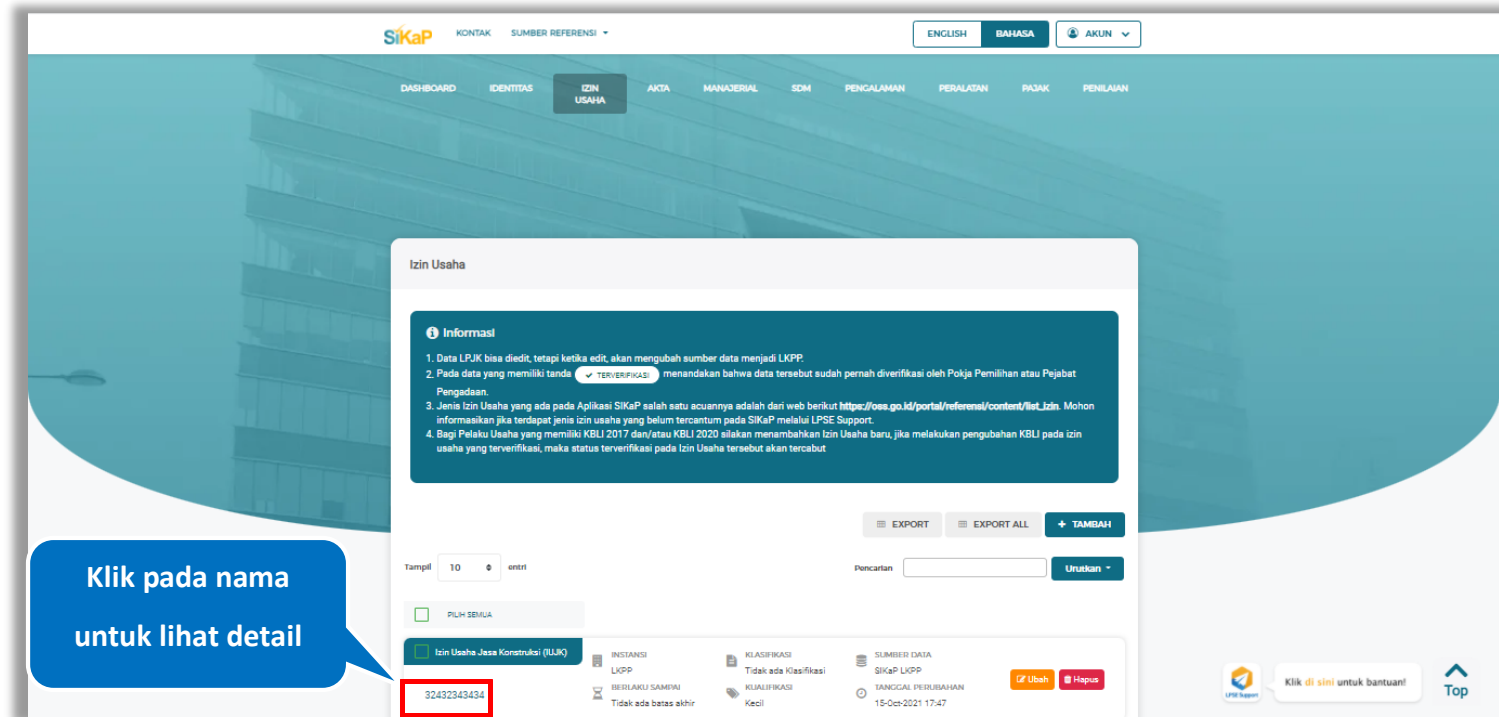 SiKaP KONTAK SUMBER REFERENSI ENGLISH BAHASA AKUN
DASHBOARD IDENTITAS IZIN USAHA AKTA MANAJERIAL SDM PENGALAMAN PERALATAN PAJAK PENILAIAN
Izin Usaha
Informasi
1. Data LPJK bisa diedit, tetapi ketika edit, akan mengubah sumber data menjadi LKPP.
2. Pada data yang memiliki tanda TERVERIFIKASI menandakan bahwa data tersebut sudah pernah diverifikasi oleh Pokja Pemilihan atau Pejabat
Pengadaan.
3. Jenis Izin Usaha yang ada pada Aplikasi SIKaP salah satu acuannya adalah dari web berikut https://oss.go.id/portal/referensi/content/list_izin. Mohon
informasikan jika terdapat jenis izin usaha yang belum tercantum pada SIKaP melalui LPSE Support.
4. Bagi Pelaku Usaha yang memiliki KBLI 2017 dan/atau KBLI 2020 silakan menambahkan Izin Usaha baru, jika melakukan pengubahan KBLI pada izin
usaha yang terverifikasi, maka status terverifikasi pada Izin Usaha tersebut akan tercabut
EXPORT EXPORT ALL + TAMBAH
Tampil 10 entri Pencarian Urutkan
PILIH SEMUA
Klik pada nama
untuk lihat detail
Izin Usaha Jasa Konstruksi (IUJK)
32432343434
INSTANSI
LKPP
BERLAKU SAMPAI
Tidak ada batas akhir
KLASIFIKASI
Tidak ada Klasifikasi
KUALIFIKASI
Kecil
SUMBER DATA
SIKaP LKPP
TANGGAL PERUBAHAN
15-Oct-2021 17:47
Ubah Hapus
LPSE Support
Klik di sini untuk bantuan!
Top